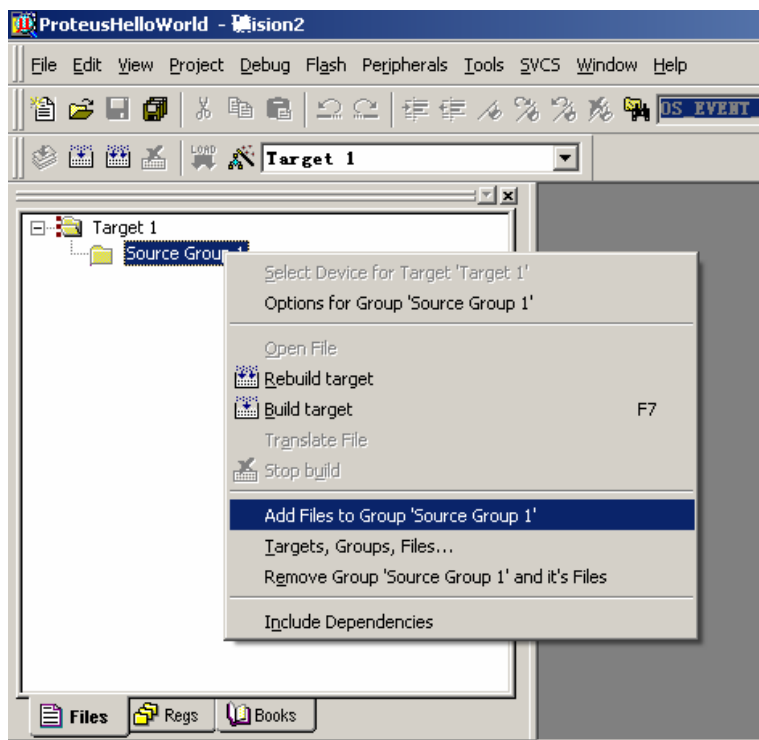 ProteusHelloWorld - ision2
File Edit View Project Debug Flash Peripherals Tools SVCS Window Help
OS_EVENT_
LOAD
Target 1
Target 1
Source Group 1
Select Device for Target 'Target 1'
Options for Group 'Source Group 1'
Open File
Rebuild target
Build target F7
Translate File
Stop build
Add Files to Group 'Source Group 1'
Targets, Groups, Files...
Remove Group 'Source Group 1' and it's Files
Include Dependencies
Files Regs Books